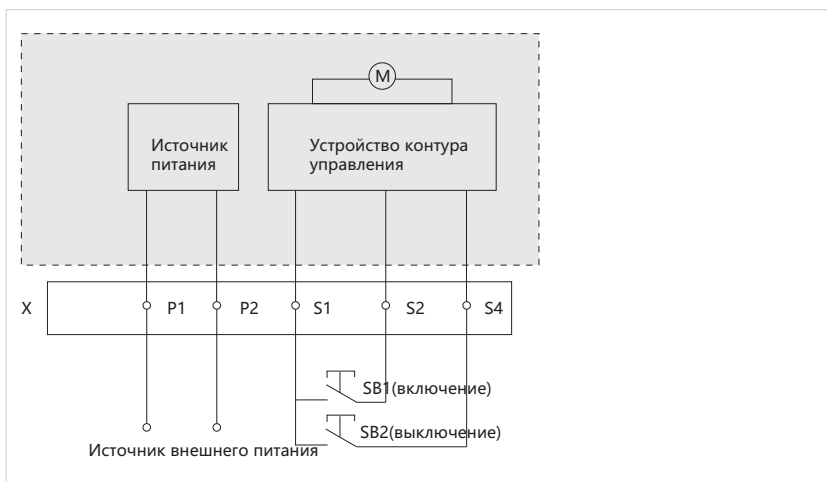 M
Источник
питания
Устройство контура
управления
X
P1
P2
S1
S2
S4
SB1(включение)
SB2(выключение)
Источник внешнего питания